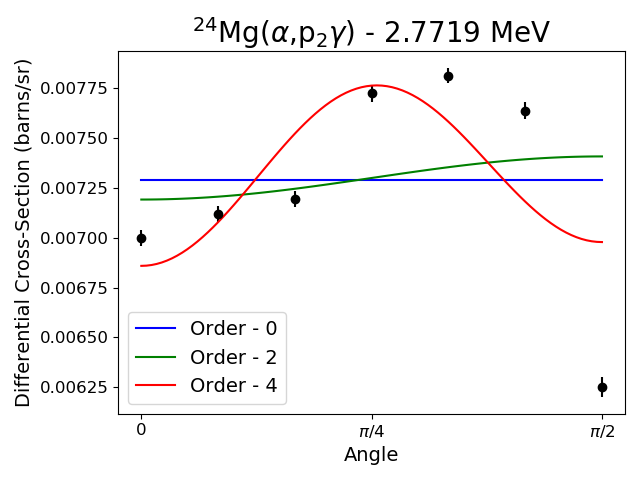 ²⁴Mg(α,p₂γ) - 2.7719 MeV
Differential Cross-Section (barns/sr)
0.00775
0.00750
0.00725
0.00700
0.00675
0.00650
0.00625
Order - 0
Order - 2
Order - 4
0
π/4
π/2
Angle